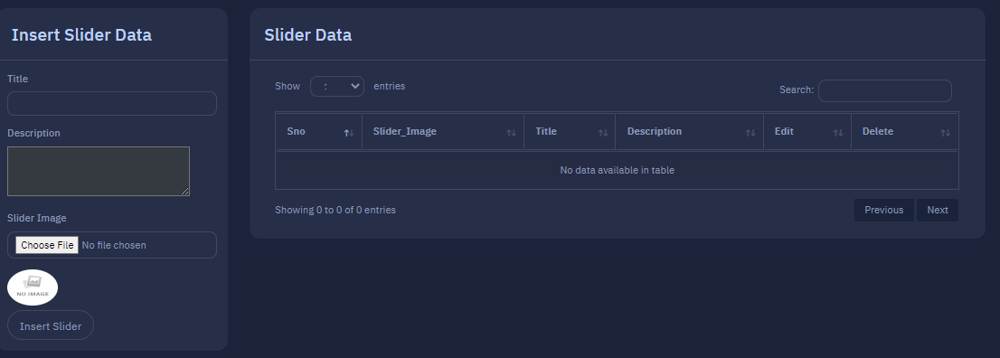 Insert Slider Data
Title
Description
Slider Image
Choose File No file chosen
NO IMAGE
Insert Slider
Slider Data
Show entries
Search:
Sno Slider_Image Title Description Edit Delete
No data available in table
Showing 0 to 0 of 0 entries
Previous Next